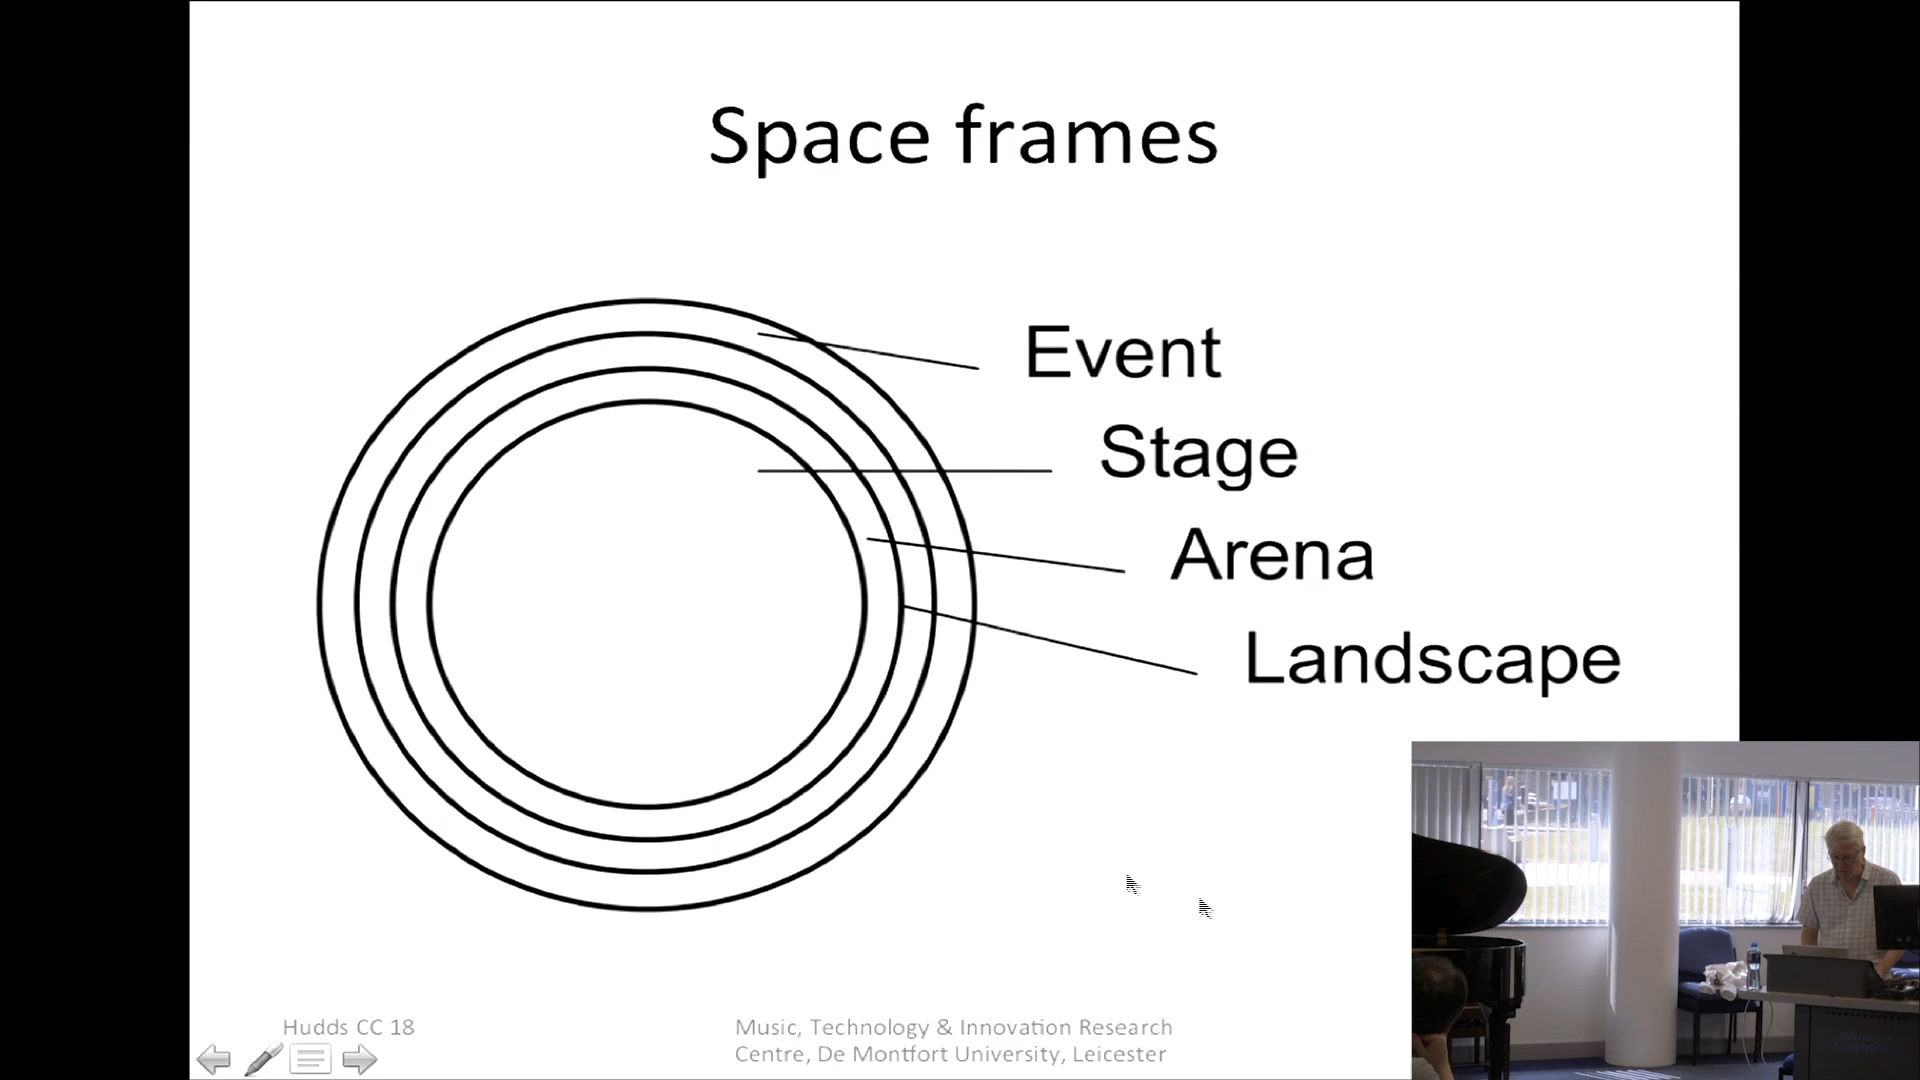 Space frames
Event
Stage
Arena
Landscape
Hudds CC 18
Music, Technology & Innovation Research
Centre, De Montfort University, Leicester